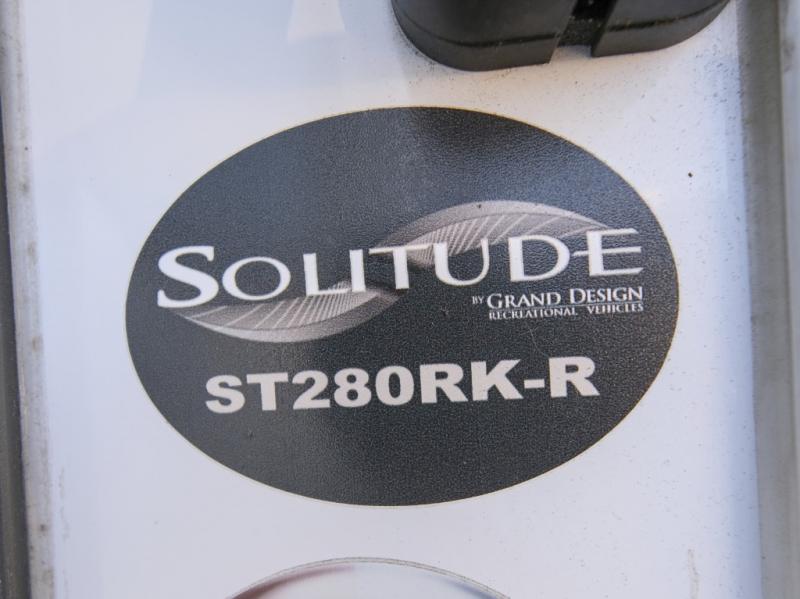 SOLITUDE
BY GRAND DESIGN
RECREATIONAL VEHICLES
ST280RK-R